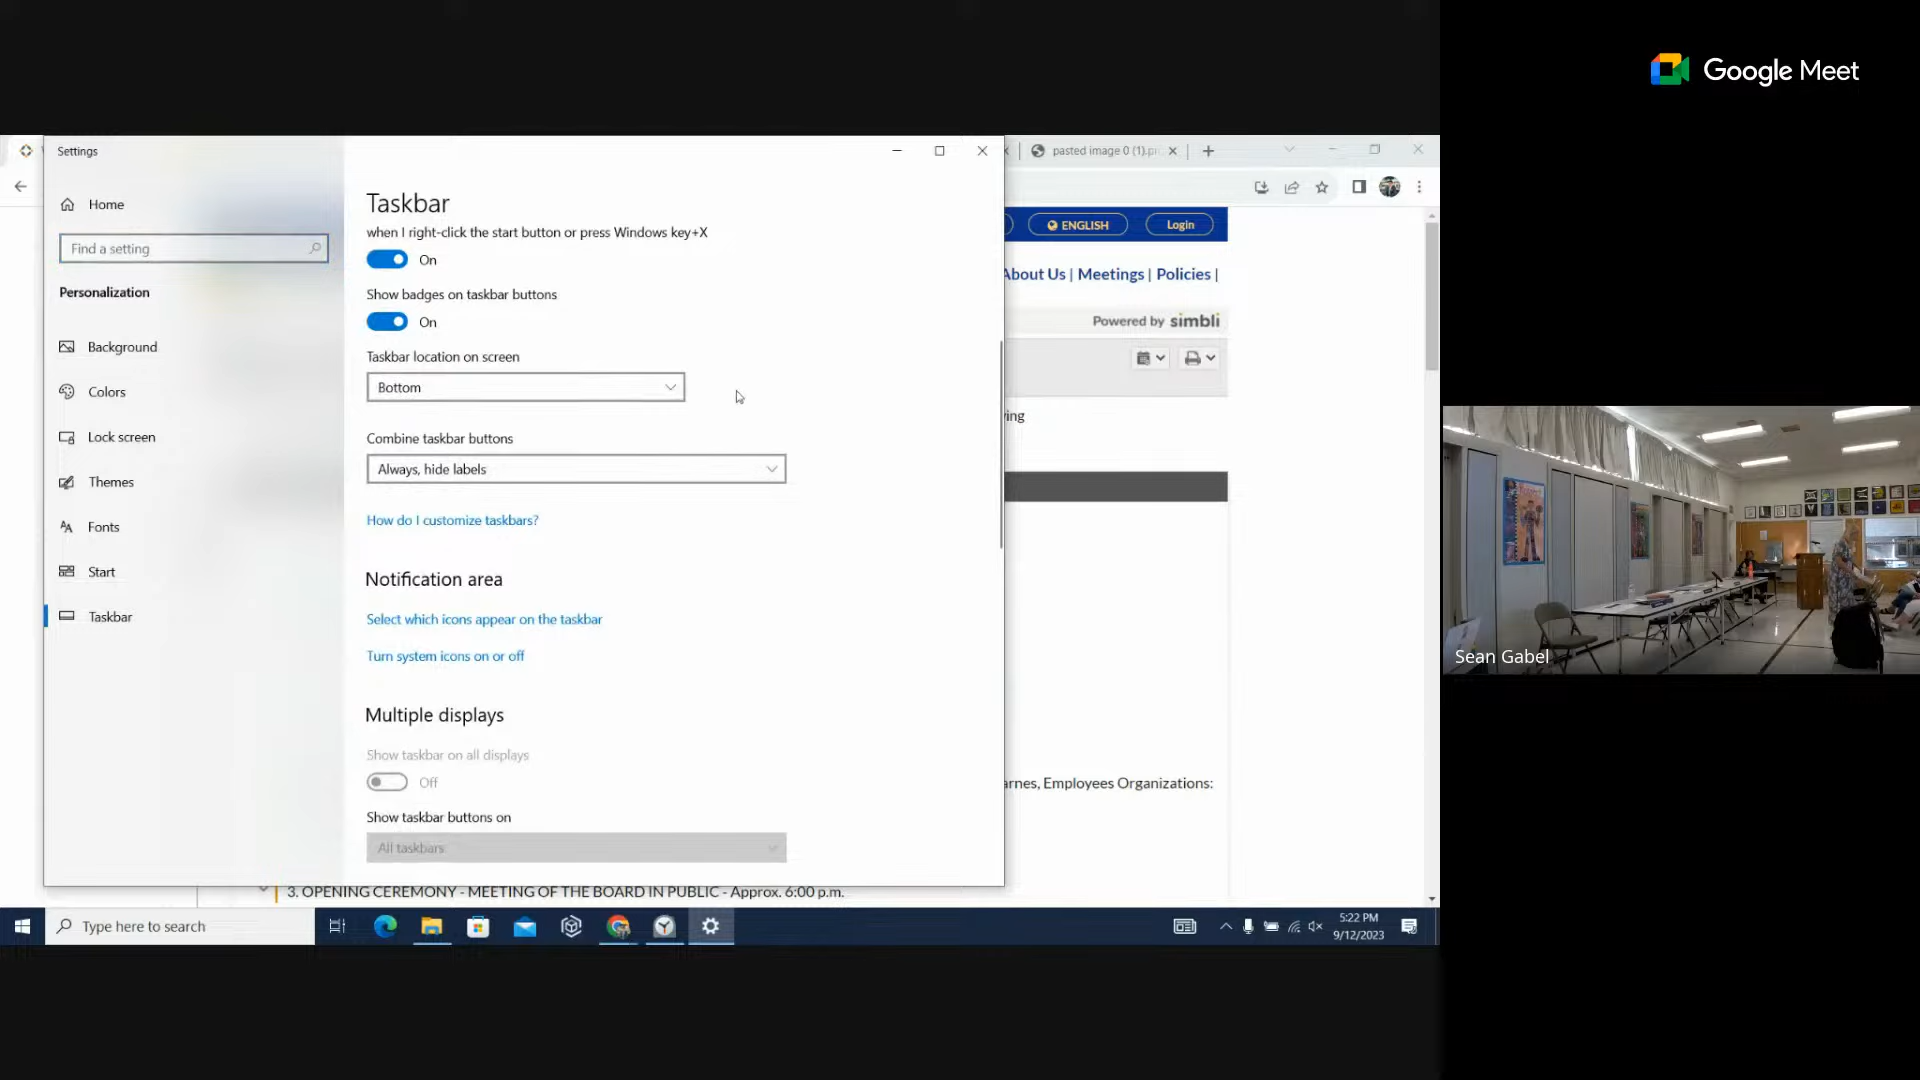 Google Meet
Settings
pasted image 0 (1).p
Home
Find a setting
Personalization
Background
Colors
Lock screen
Themes
Fonts
Start
Taskbar
Taskbar
when I right-click the start button or press Windows key+X
On
Show badges on taskbar buttons
On
Taskbar location on screen
Bottom
Combine taskbar buttons
Always, hide labels
How do I customize taskbars?
Notification area
Select which icons appear on the taskbar
Turn system icons on or off
Multiple displays
Show taskbar on all displays
Off
Show taskbar buttons on
All taskbars
ENGLISH
Login
About Us | Meetings | Policies |
Powered by simbli
ing
arnes, Employees Organizations:
3. OPENING CEREMONY - MEETING OF THE BOARD IN PUBLIC - Approx. 6:00 p.m.
Type here to search
5:22 PM
9/12/2023
Sean Gabel